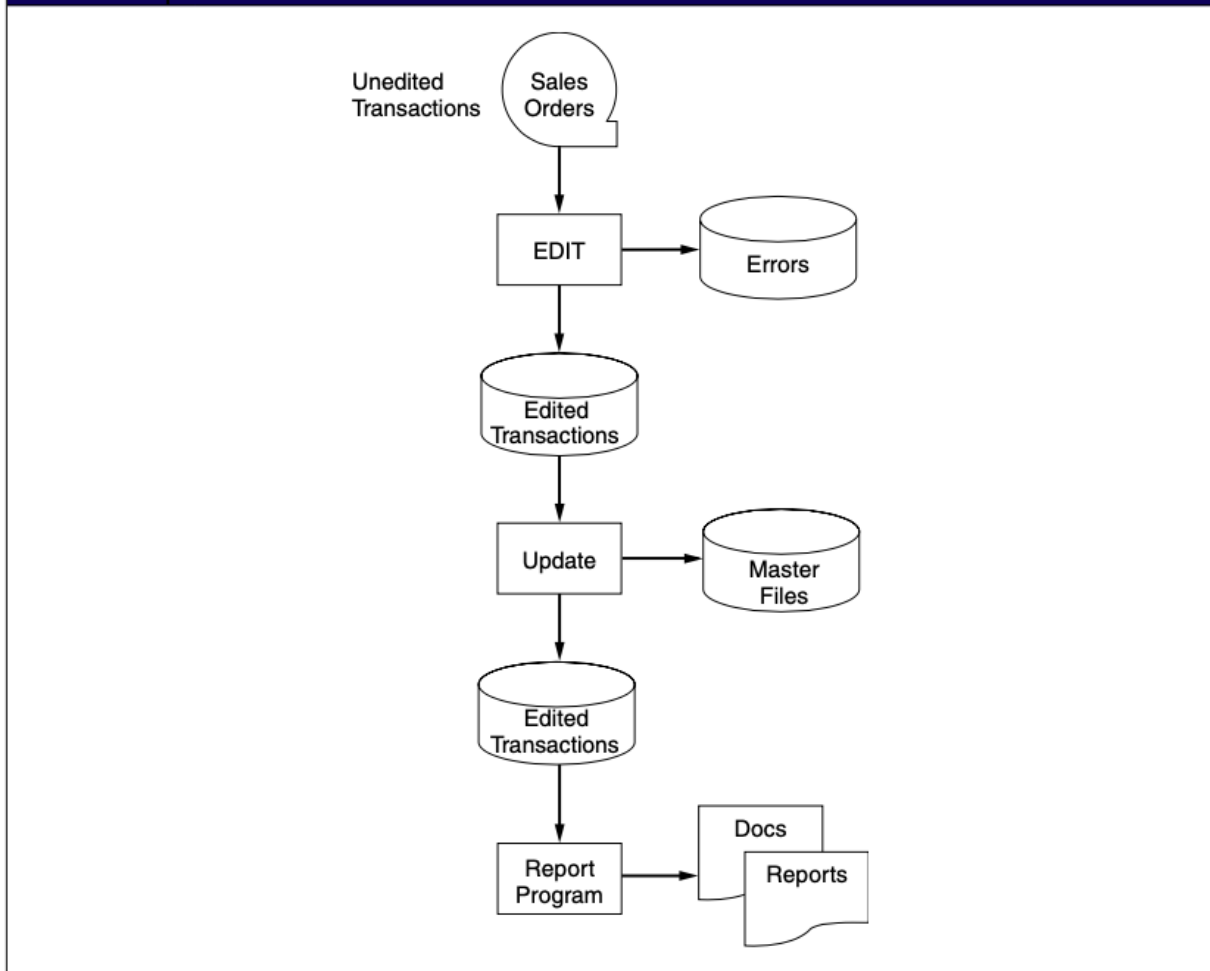 Unedited
Transactions
Sales
Orders
EDIT
Errors
Edited
Transactions
Update
Master
Files
Edited
Transactions
Report
Program
Docs
Reports